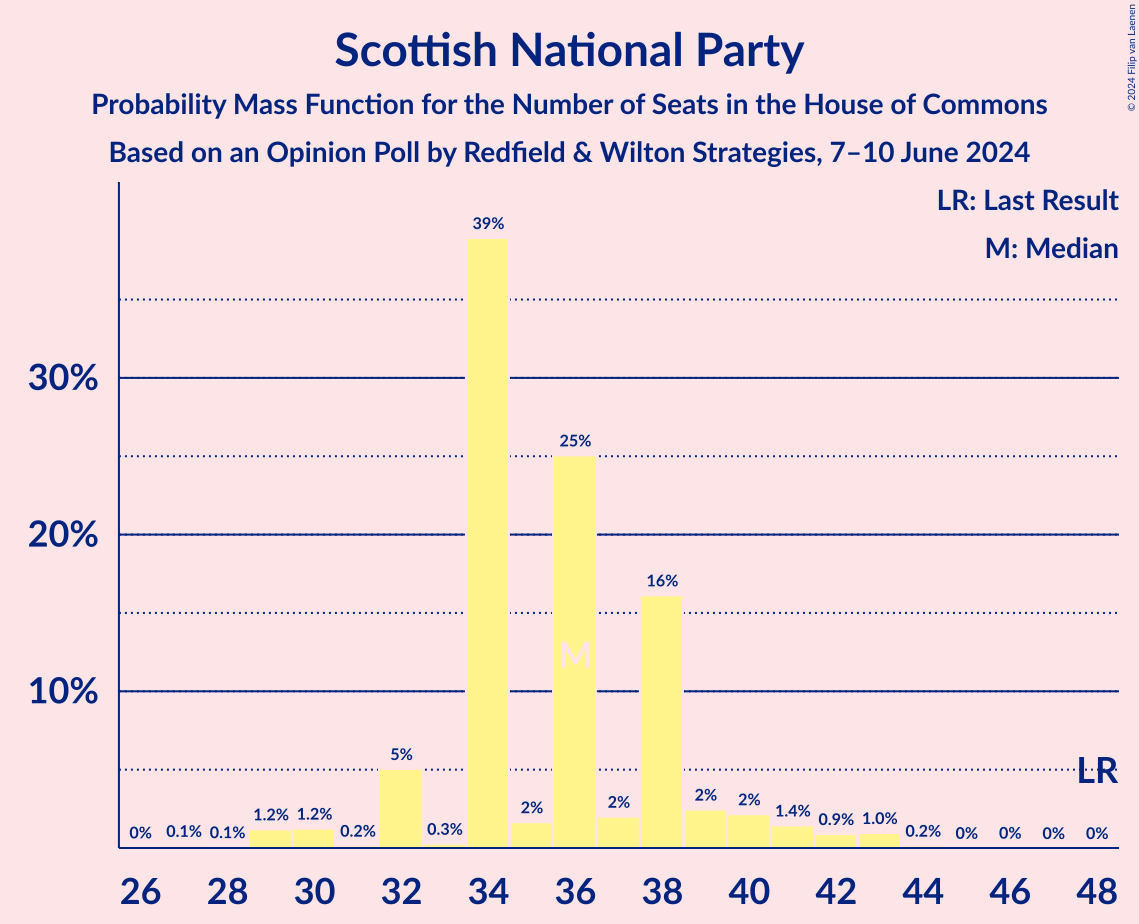 Scottish National Party
Probability Mass Function for the Number of Seats in the House of Commons
Based on an Opinion Poll by Redfield & Wilton Strategies, 7–10 June 2024
© 2024 Filip van Laenen
LR: Last Result
M: Median
39%
30%
25%
20%
16%
M
10%
LR
5%
0%
0.1%
0.1%
1.2%
1.2%
0.2%
0.3%
2%
2%
2%
2%
1.4%
0.9%
1.0%
0.2%
0%
0%
0%
0%
26 28 30 32 34 36 38 40 42 44 46 48